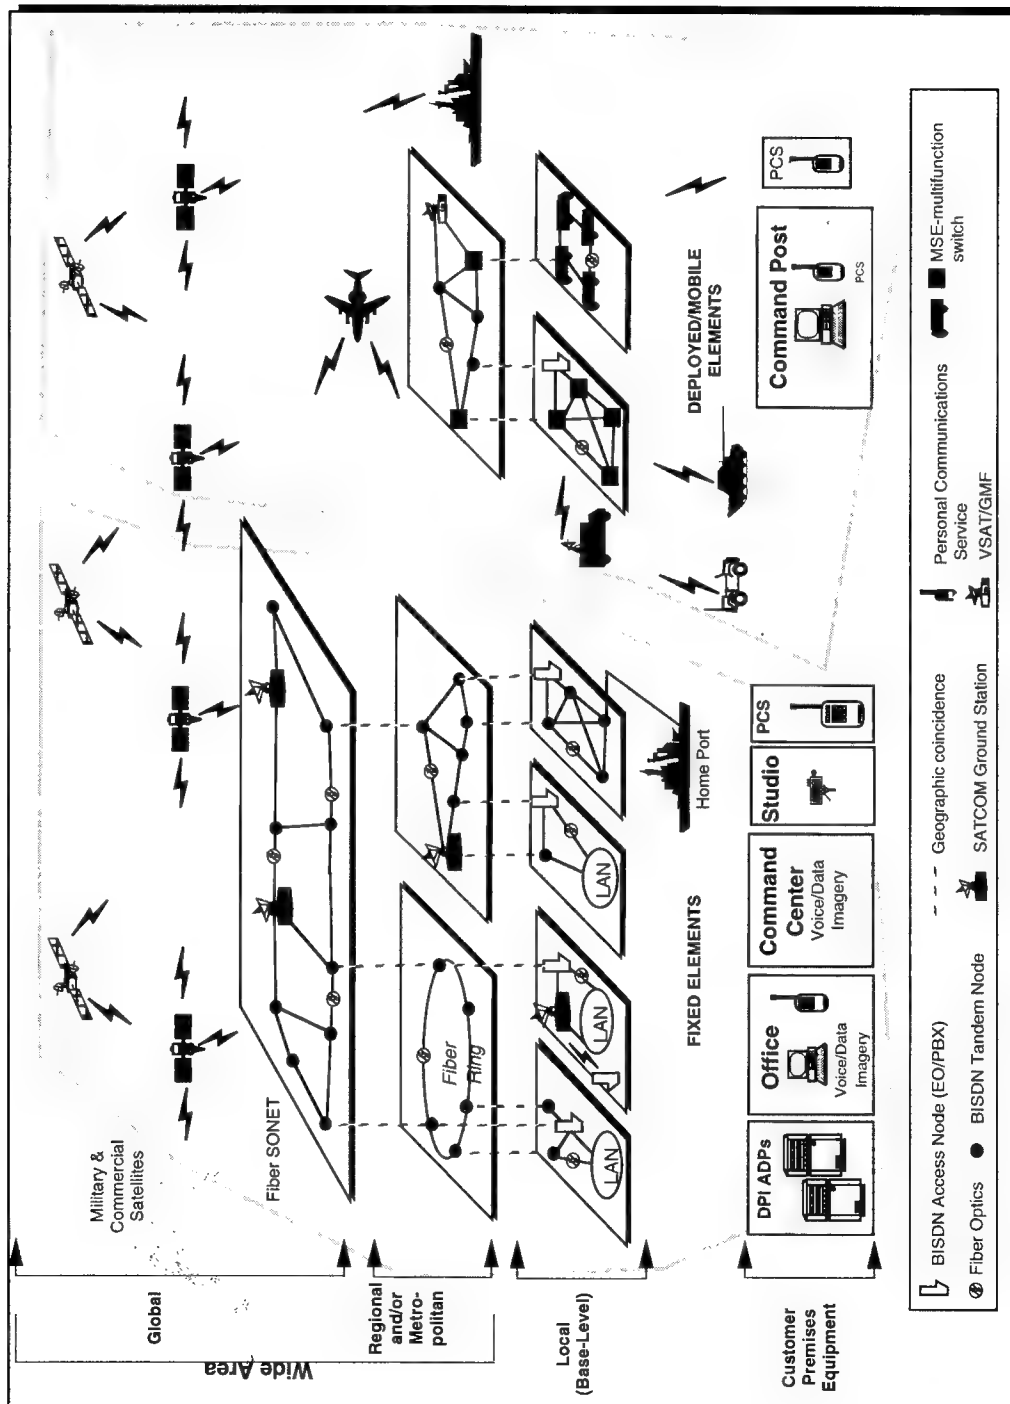 Wide Area
Global
Military &
Commercial
Satellites
Fiber SONET
Regional
and/or
Metro-
politan
Fiber
Ring
Local
(Base-Level)
LAN
LAN
LAN
Home Port
FIXED ELEMENTS
DEPLOYED/MOBILE
ELEMENTS
Customer
Premises
Equipment
DPI ADPs
Office
Voice/Data
Imagery
Command
Center
Voice/Data
Imagery
Studio
PCS
Command Post
PCS
PCS
BISDN Access Node (EO/PBX)
Geographic coincidence
Personal Communications
Service
MSE-multifunction
switch
Fiber Optics
BISDN Tandem Node
SATCOM Ground Station
VSAT/GMF